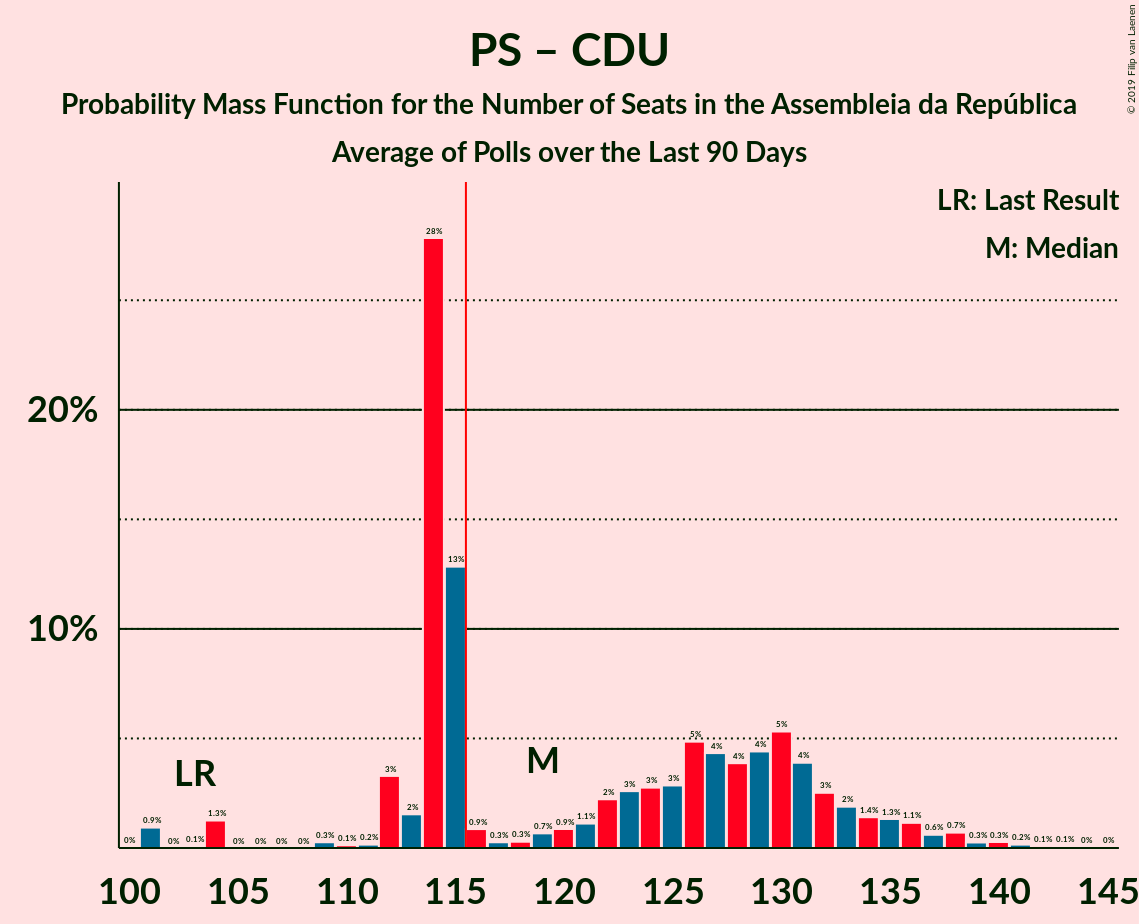 PS – CDU
Probability Mass Function for the Number of Seats in the Assembleia da República
Average of Polls over the Last 90 Days
© 2019 Filip van Laenen
LR: Last Result
M: Median
28%
20%
13%
10%
5% 5%
4% 4% 4% 4%
LR M
3% 3% 3% 3% 3%
2% 2% 2%
0% 0.9% 0% 0.1% 1.3% 0% 0% 0% 0% 0.3% 0.1% 0.2% 0.9% 0.3% 0.3% 0.7% 0.9% 1.1% 1.4% 1.3% 1.1% 0.6% 0.7% 0.3% 0.3% 0.2% 0.1% 0.1% 0% 0%
100 105 110 115 120 125 130 135 140 145